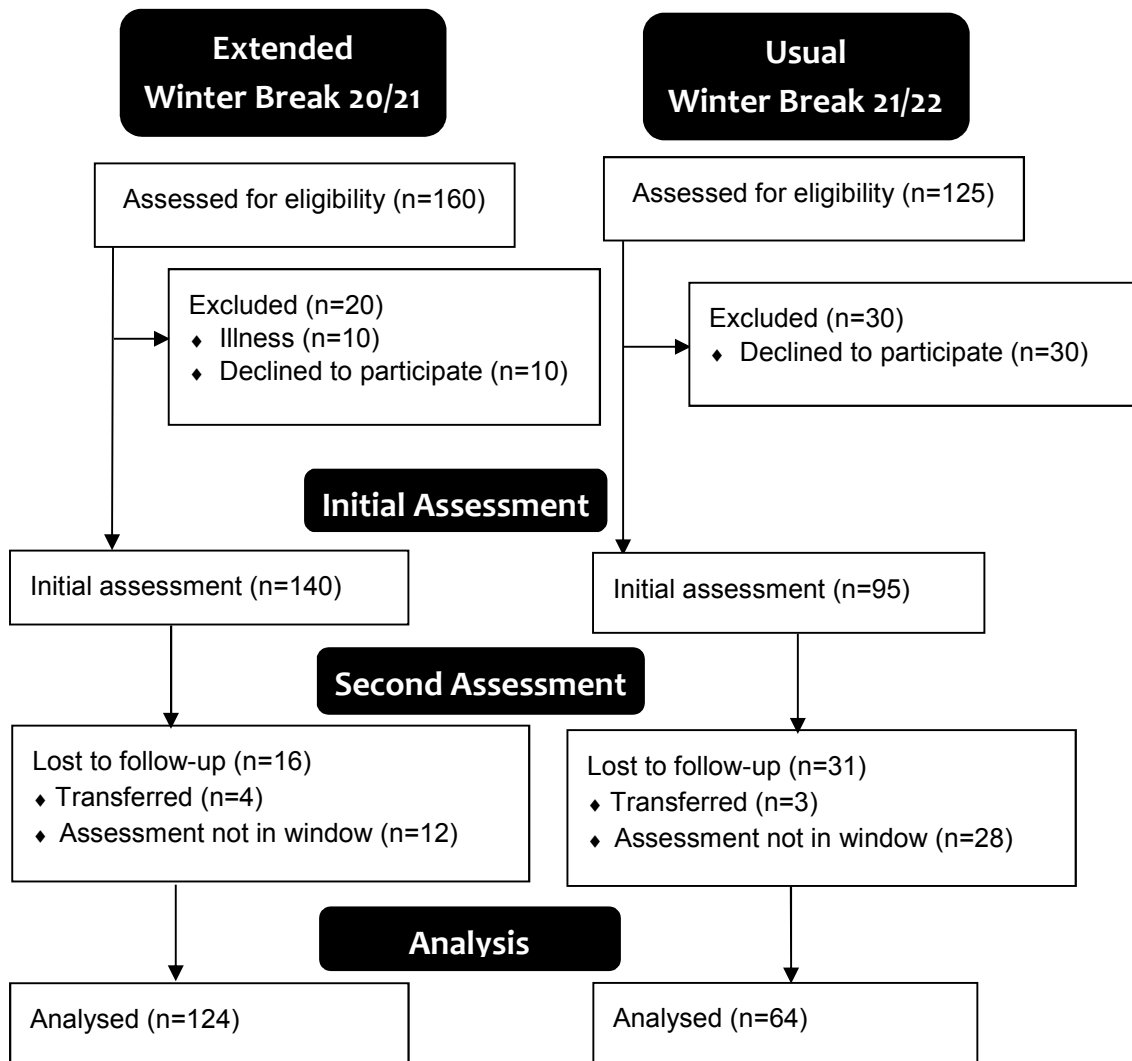 Extended
Winter Break 20/21
Usual
Winter Break 21/22
Assessed for eligibility (n=160)
Assessed for eligibility (n=125)
Excluded (n=20)
♦ Illness (n=10)
♦ Declined to participate (n=10)
Excluded (n=30)
♦ Declined to participate (n=30)
Initial Assessment
Initial assessment (n=140)
Initial assessment (n=95)
Second Assessment
Lost to follow-up (n=16)
♦ Transferred (n=4)
♦ Assessment not in window (n=12)
Lost to follow-up (n=31)
♦ Transferred (n=3)
♦ Assessment not in window (n=28)
Analysis
Analysed (n=124)
Analysed (n=64)